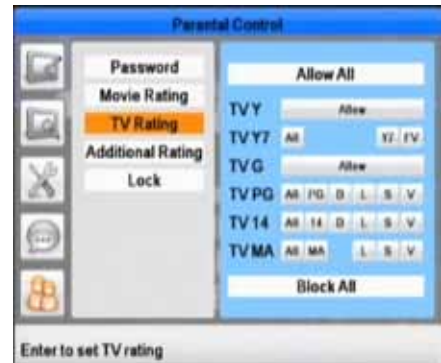 Parental Control
Password
Movie Rating
TV Rating
Additional Rating
Lock
Allow All
TV Y Allow
TV Y7 All Y7 FV
TV G Allow
TV PG All PG D L S V
TV 14 All 14 D L S V
TV MA All MA L S V
Block All
Enter to set TV rating